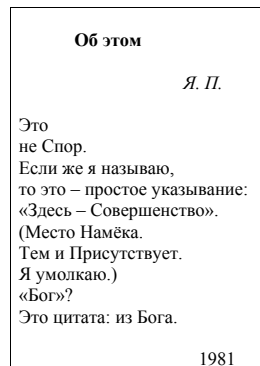 Об этом
Я. П.
Это
не Спор.
Если же я называю,
то это – простое указывание:
«Здесь – Совершенство».
(Место Намёка.
Тем и Присутствует.
Я умолкаю.)
«Бог»?
Это цитата: из Бога.
1981